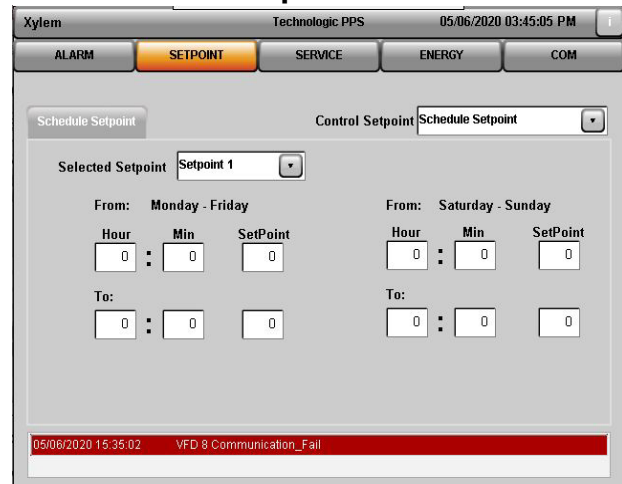 Xylem Technologic PPS 05/06/2020 03:45:05 PM i
ALARM SETPOINT SERVICE ENERGY COM
Schedule Setpoint Control Setpoint Schedule Setpoint
Selected Setpoint Setpoint 1
From: Monday - Friday From: Saturday - Sunday
Hour Min SetPoint Hour Min SetPoint
0 : 0 0 0 : 0 0
To: To:
0 : 0 0 0 : 0 0
05/06/2020 15:35:02 VFD 8 Communication_Fail